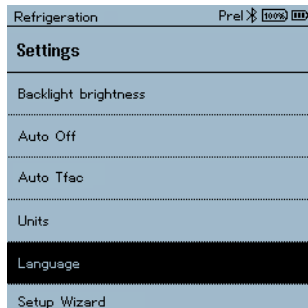 Refrigeration Prel 100%
Settings
Backlight brightness
Auto Off
Auto Tfac
Units
Language
Setup Wizard